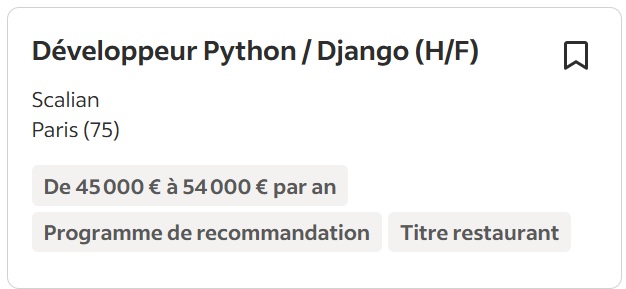 Développeur Python / Django (H/F)
Scalian
Paris (75)
De 45 000 € à 54 000 € par an
Programme de recommandation
Titre restaurant